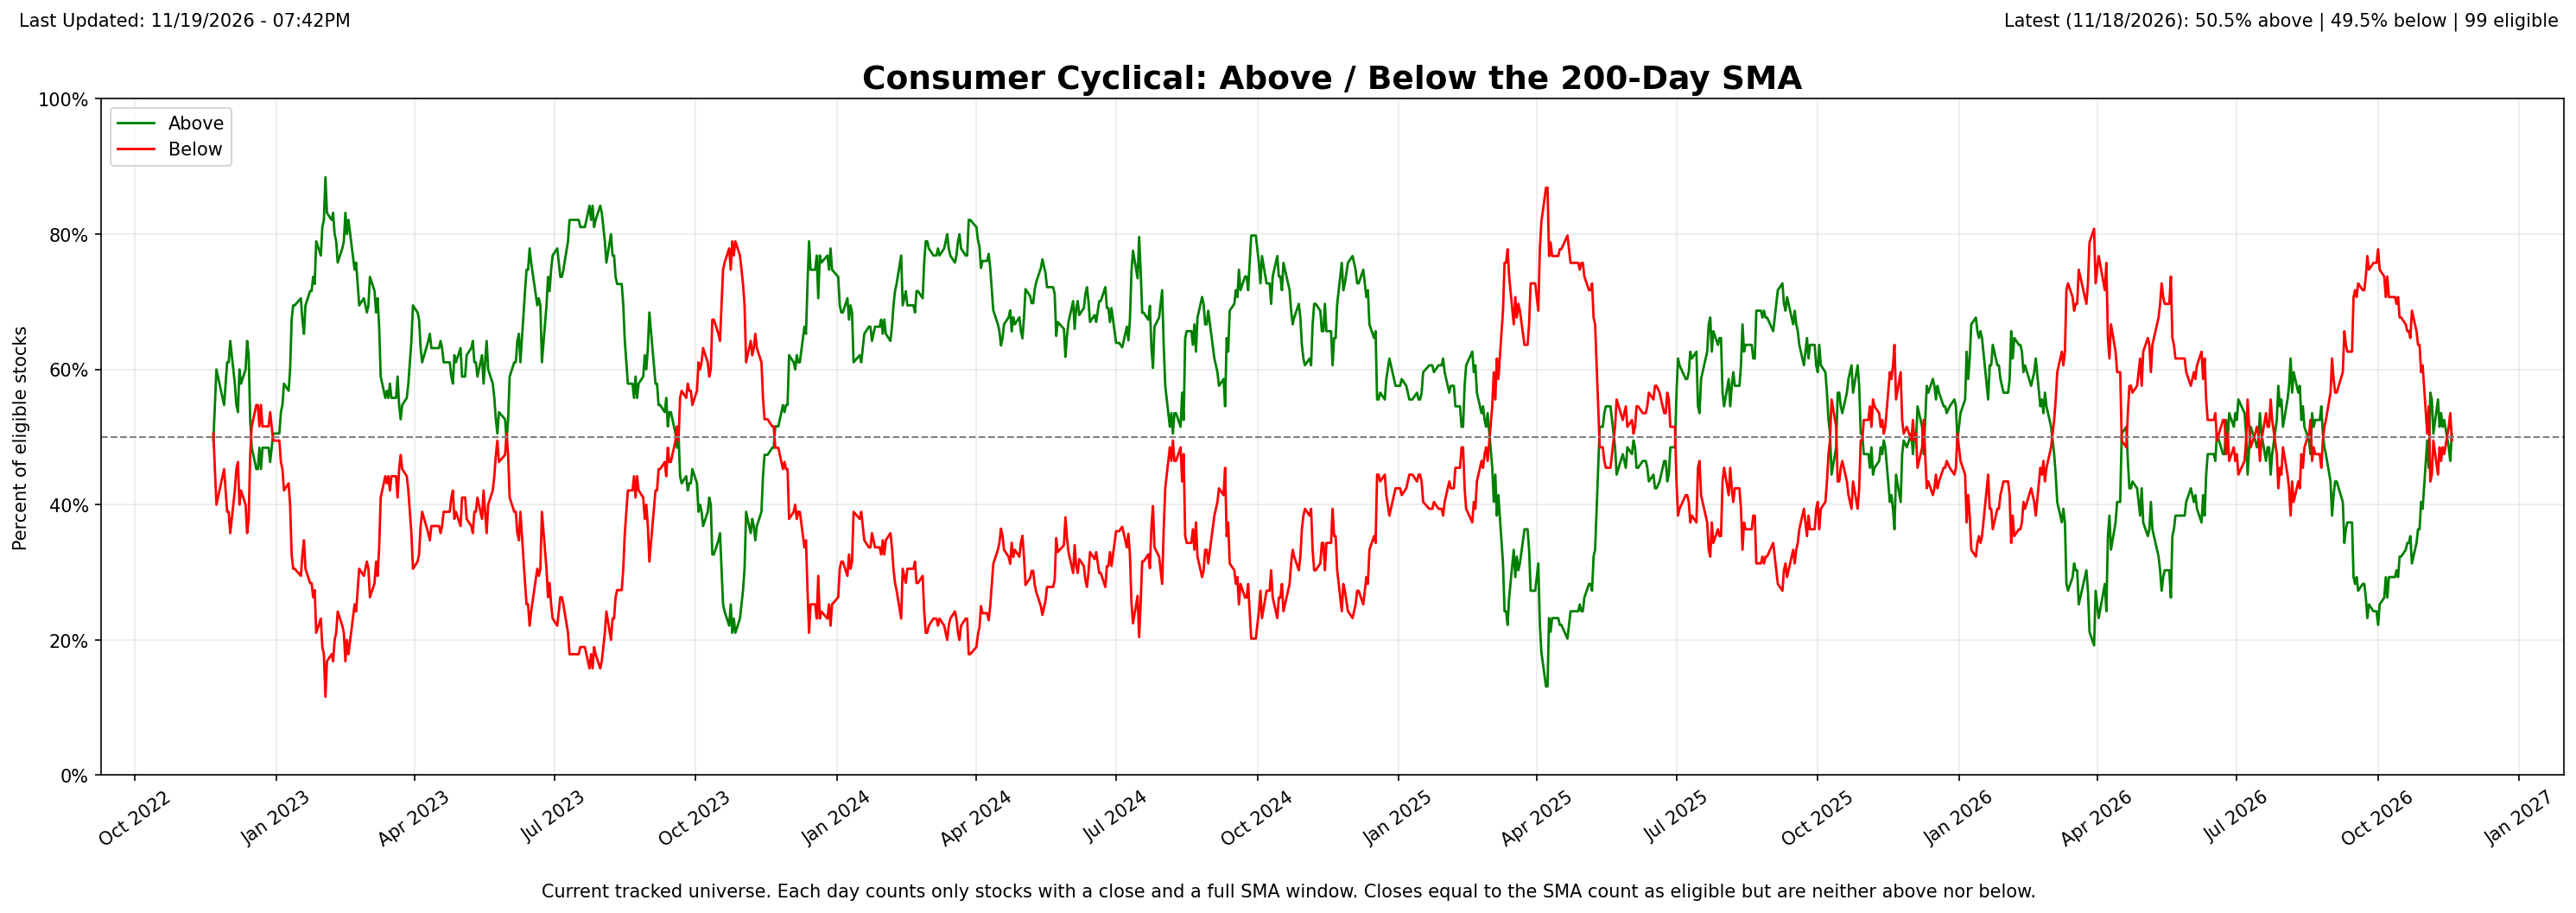 Last Updated: 11/19/2026 - 07:42PM
Latest (11/18/2026): 50.5% above | 49.5% below | 99 eligible
Consumer Cyclical: Above / Below the 200-Day SMA
100%
80%
60%
40%
20%
0%
Percent of eligible stocks
Above
Below
Oct 2022
Jan 2023
Apr 2023
Jul 2023
Oct 2023
Jan 2024
Apr 2024
Jul 2024
Oct 2024
Jan 2025
Apr 2025
Jul 2025
Oct 2025
Jan 2026
Apr 2026
Jul 2026
Oct 2026
Jan 2027
Current tracked universe. Each day counts only stocks with a close and a full SMA window. Closes equal to the SMA count as eligible but are neither above nor below.